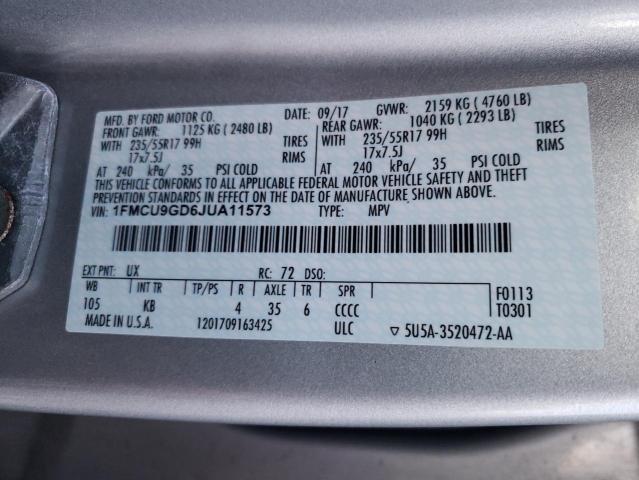 MFD. BY FORD MOTOR CO. DATE: 09/17 GVWR: 2159 KG ( 4760 LB)
FRONT GAWR: 1125 KG ( 2480 LB) REAR GAWR: 1040 KG ( 2293 LB)
WITH 235/55R17 99H TIRES WITH 235/55R17 99H TIRES
17x7.5J RIMS 17x7.5J RIMS
AT 240 kPa/ 35 PSI COLD AT 240 kPa/ 35 PSI COLD
THIS VEHICLE CONFORMS TO ALL APPLICABLE FEDERAL MOTOR VEHICLE SAFETY AND THEFT
PREVENTION STANDARDS IN EFFECT ON THE DATE OF MANUFACTURE SHOWN ABOVE.
VIN: 1FMCU9GD6JUA11573 TYPE: MPV
EXT PNT: UX RC: 72 DSO:
WB INT TR TP/PS R AXLE TR SPR F0113
105 KB 4 35 6 CCCC T0301
MADE IN U.S.A. 1201709163425 ULC ▽ 5U5A-3520472-AA